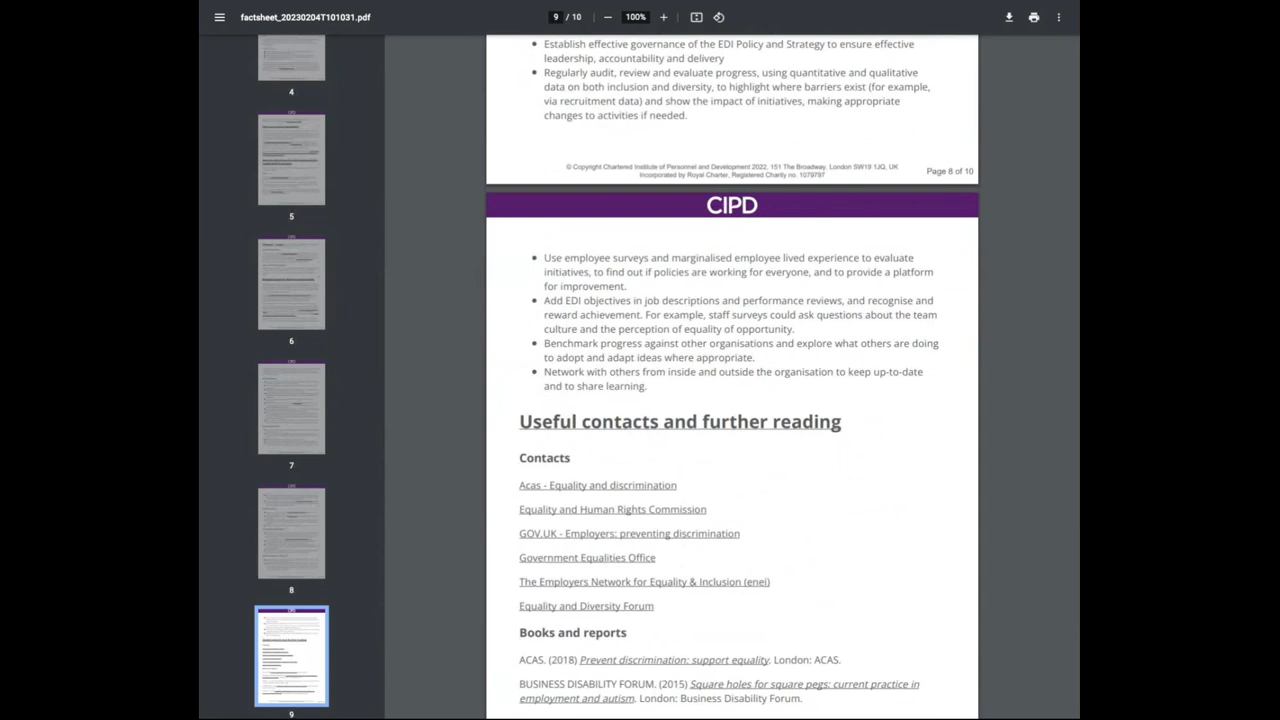 factsheet_20230204T101031.pdf
9 / 10
100%
4
5
6
7
8
9
Establish effective governance of the EDI Policy and Strategy to ensure effective
leadership, accountability and delivery
Regularly audit, review and evaluate progress, using quantitative and qualitative
data on both inclusion and diversity, to highlight where barriers exist (for example,
via recruitment data) and show the impact of initiatives, making appropriate
changes to activities if needed.
© Copyright Chartered Institute of Personnel and Development 2022, 151 The Broadway, London SW19 1JQ, UK
Incorporated by Royal Charter, Registered Charity no. 1079797
Page 8 of 10
CIPD
Use employee surveys and marginalised employee lived experience to evaluate
initiatives, to find out if policies are working for everyone, and to provide a platform
for improvement.
Add EDI objectives in job descriptions and performance reviews, and recognise and
reward achievement. For example, staff surveys could ask questions about the team
culture and the perception of equality of opportunity.
Benchmark progress against other organisations and explore what others are doing
to adopt and adapt ideas where appropriate.
Network with others from inside and outside the organisation to keep up-to-date
and to share learning.
Useful contacts and further reading
Contacts
Acas - Equality and discrimination
Equality and Human Rights Commission
GOV.UK - Employers: preventing discrimination
Government Equalities Office
The Employers Network for Equality & Inclusion (enei)
Equality and Diversity Forum
Books and reports
ACAS. (2018) Prevent discrimination: support equality. London: ACAS.
BUSINESS DISABILITY FORUM. (2015) Square holes for square pegs: current practice in
employment and autism. London: Business Disability Forum.